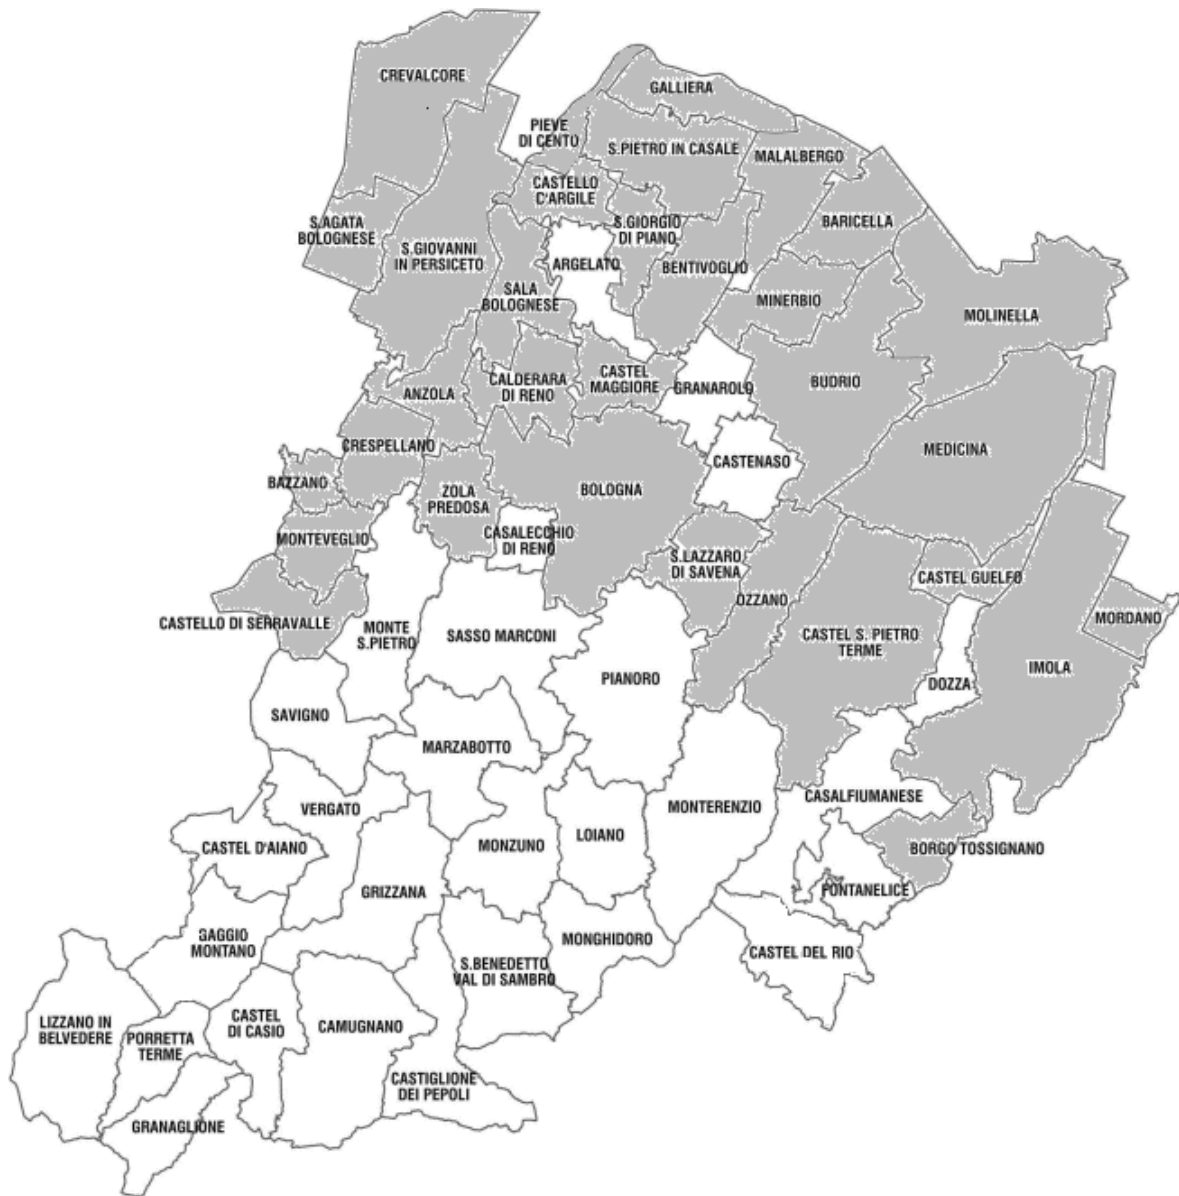 CREVALCORE
GALLIERA
PIEVE
DI CENTO
S.PIETRO IN CASALE
MALALBERGO
CASTELLO
C'ARGILE
S.AGATA
BOLOGNESE
S.GIOVANNI
IN PERSICETO
S.GIORGIO
DI PIANO
BARICELLA
ARGELATO
BENTIVOGLIO
SALA
BOLOGNESE
MINERBIO
MOLINELLA
ANZOLA
CALDERARA
DI RENO
CASTEL
MAGGIORE
GRANAROLO
BUDRIO
CRESPELLANO
MEDICINA
CASTENASO
BAZZANO
ZOLA
PREDOSA
BOLOGNA
MONTEVEGLIO
CASALECCHIO
DI RENO
S.LAZZARO
DI SAVENA
CASTEL GUELFO
OZZANO
MORDANO
CASTELLO DI SERRAVALLE
MONTE
S.PIETRO
SASSO MARCONI
CASTEL S. PIETRO
TERME
IMOLA
PIANORO
DOZZA
SAVIGNO
MARZABOTTO
VERGATO
MONTERENZIO
CASALFIUMANESE
CASTEL D'AIANO
MONZUNO
LOIANO
BORGO TOSSIGNANO
GRIZZANA
FONTANELICE
GAGGIO
MONTANO
MONGHIDORO
CASTEL DEL RIO
S.BENEDETTO
VAL DI SAMBRO
LIZZANO IN
BELVEDERE
CASTEL
DI CASIO
CAMUGNANO
PORRETTA
TERME
CASTIGLIONE
DEI PEPOLI
GRANAGLIONE